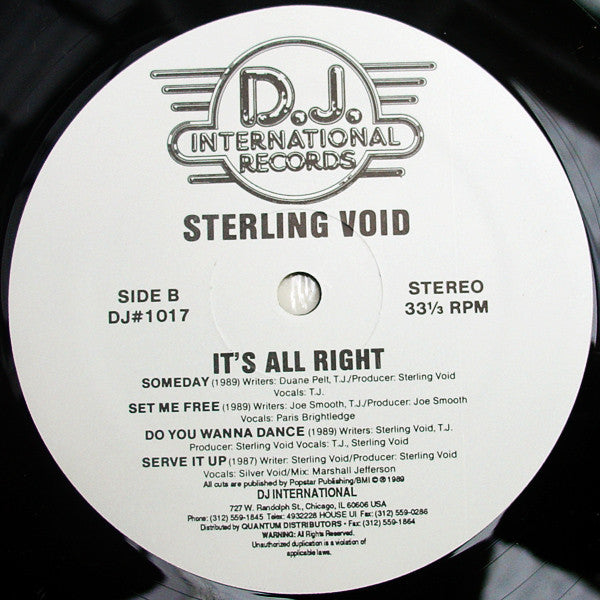 D.J.
INTERNATIONAL
RECORDS
STERLING VOID
SIDE B
DJ#1017
STEREO
33⅓ RPM
IT'S ALL RIGHT
SOMEDAY (1989) Writers: Duane Pelt, T.J./Producer: Sterling Void
Vocals: T.J.
SET ME FREE (1989) Writers: Joe Smooth, T.J./Producer: Joe Smooth
Vocals: Paris Brightledge
DO YOU WANNA DANCE (1989) Writers: Sterling Void, T.J.
Producer: Sterling Void Vocals: T.J., Sterling Void
SERVE IT UP (1987) Writer: Sterling Void/Producer: Sterling Void
Vocals: Silver Void/Mix: Marshall Jefferson
All cuts are published by Popstar Publishing/BMI © ℗ 1989
DJ INTERNATIONAL
727 W. Randolph St., Chicago, IL 60606 USA
Phone: (312) 559-1845 Telex: 4932228 HOUSE UI Fax: (312) 559-0286
Distributed by QUANTUM DISTRIBUTORS • Fax: (312) 559-1864
WARNING: All Rights Reserved.
Unauthorized duplication is a violation of
applicable laws.